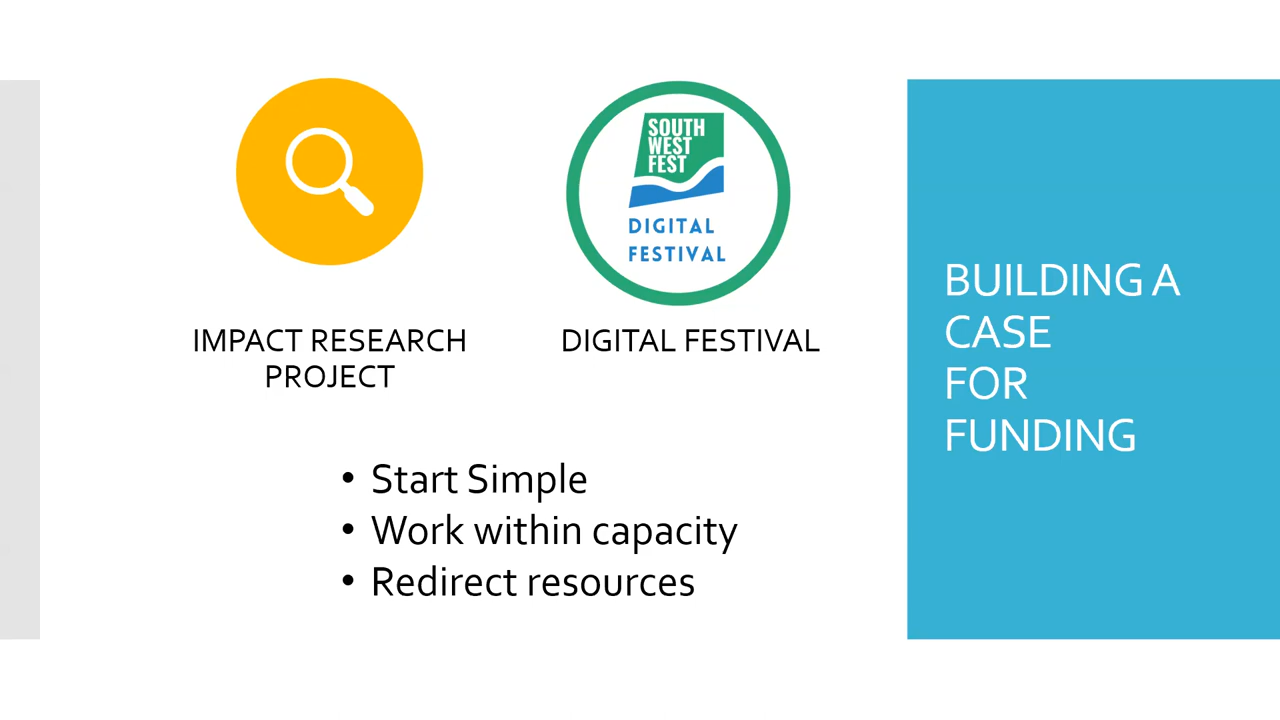 SOUTH
WEST
FEST
DIGITAL
FESTIVAL
IMPACT RESEARCH
PROJECT
DIGITAL FESTIVAL
• Start Simple
• Work within capacity
• Redirect resources
BUILDING A
CASE
FOR
FUNDING